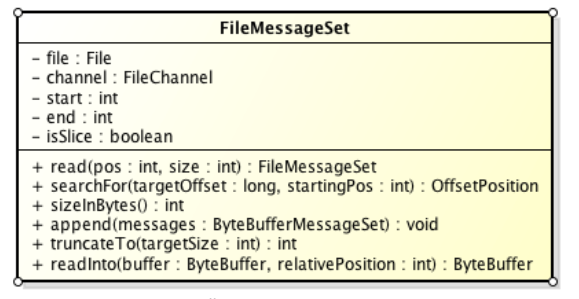 FileMessageSet
- file : File
- channel : FileChannel
- start : int
- end : int
- isSlice : boolean
+ read(pos : int, size : int) : FileMessageSet
+ searchFor(targetOffset : long, startingPos : int) : OffsetPosition
+ sizeInBytes() : int
+ append(messages : ByteBufferMessageSet) : void
+ truncateTo(targetSize : int) : int
+ readInto(buffer : ByteBuffer, relativePosition : int) : ByteBuffer